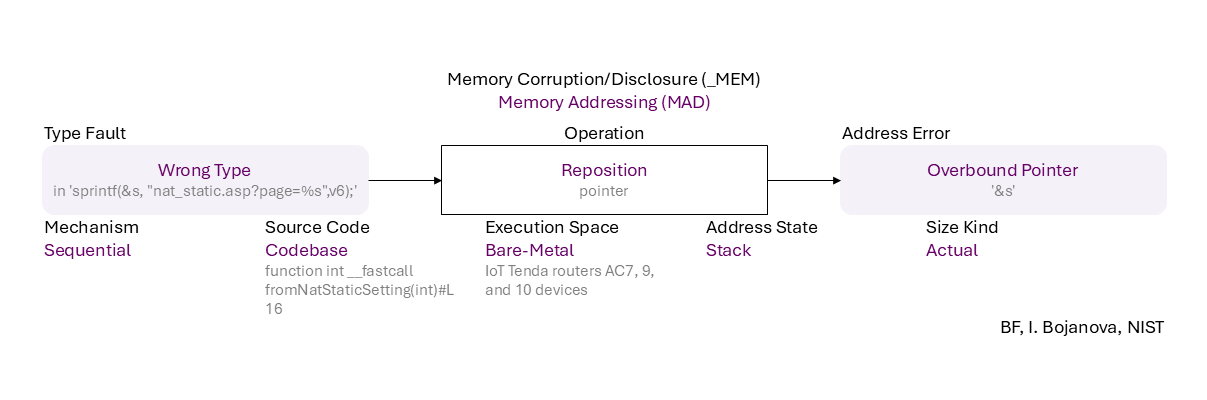 Memory Corruption/Disclosure (_MEM)
Memory Addressing (MAD)
Type Fault
Operation
Address Error
Wrong Type
in 'sprintf(&s, "nat_static.asp?page=%s",v6);'
Reposition
pointer
Overbound Pointer
'&s'
Mechanism
Sequential
Source Code
Codebase
function int __fastcall
fromNatStaticSetting(int)#L
16
Execution Space
Bare-Metal
IoT Tenda routers AC7, 9,
and 10 devices
Address State
Stack
Size Kind
Actual
BF, I. Bojanova, NIST